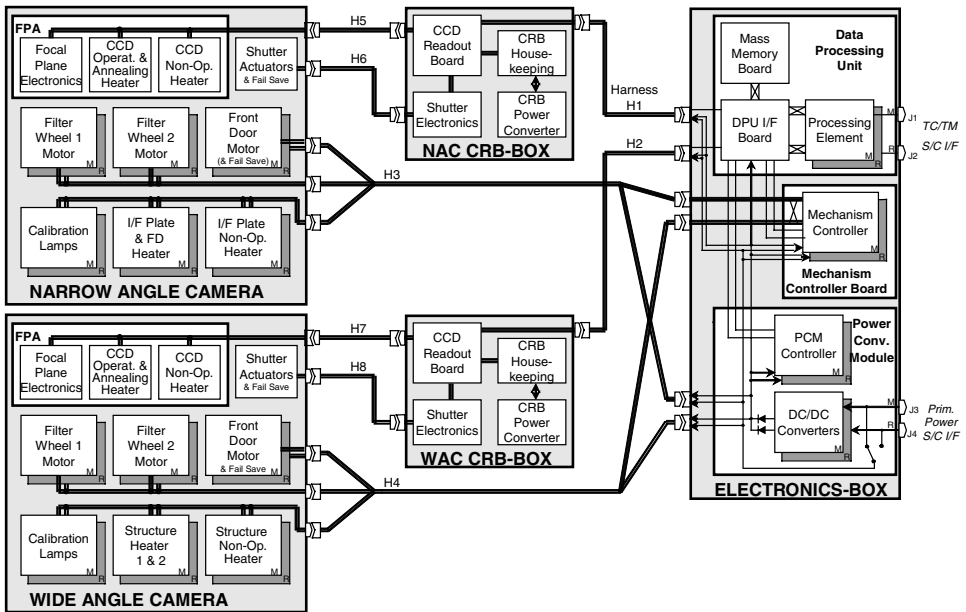 FPA
Focal
Plane
Electronics
CCD
Operat. &
Annealing
Heater
CCD
Non-Op.
Heater
Shutter
Actuators
& Fail Save
Filter
Wheel 1
Motor
M
R
Filter
Wheel 2
Motor
M
R
Front
Door
Motor
(& Fail Save)
M
R
Calibration
Lamps
M
R
I/F Plate
& FD
Heater
M
R
I/F Plate
Non-Op.
Heater
M
R
NARROW ANGLE CAMERA
H5
H6
H3
CCD
Readout
Board
CRB
House-
keeping
Shutter
Electronics
CRB
Power
Converter
NAC CRB-BOX
Harness
H1
H2
Mass
Memory
Board
Data
Processing
Unit
DPU I/F
Board
Processing
Element
M
R
M
R
J1
J2
TC/TM
S/C I/F
Mechanism
Controller
M
R
Mechanism
Controller Board
PCM
Controller
M
R
Power
Conv.
Module
DC/DC
Converters
M
R
M
R
J3
J4
Prim.
Power
S/C I/F
ELECTRONICS-BOX
FPA
Focal
Plane
Electronics
CCD
Operat. &
Annealing
Heater
CCD
Non-Op.
Heater
Shutter
Actuators
& Fail Save
Filter
Wheel 1
Motor
M
R
Filter
Wheel 2
Motor
M
R
Front
Door
Motor
& Fail Save)
M
R
Calibration
Lamps
M
R
Structure
Heater
1 & 2
M
R
Structure
Non-Op.
Heater
M
R
WIDE ANGLE CAMERA
H7
H8
H4
CCD
Readout
Board
CRB
House-
keeping
Shutter
Electronics
CRB
Power
Converter
WAC CRB-BOX